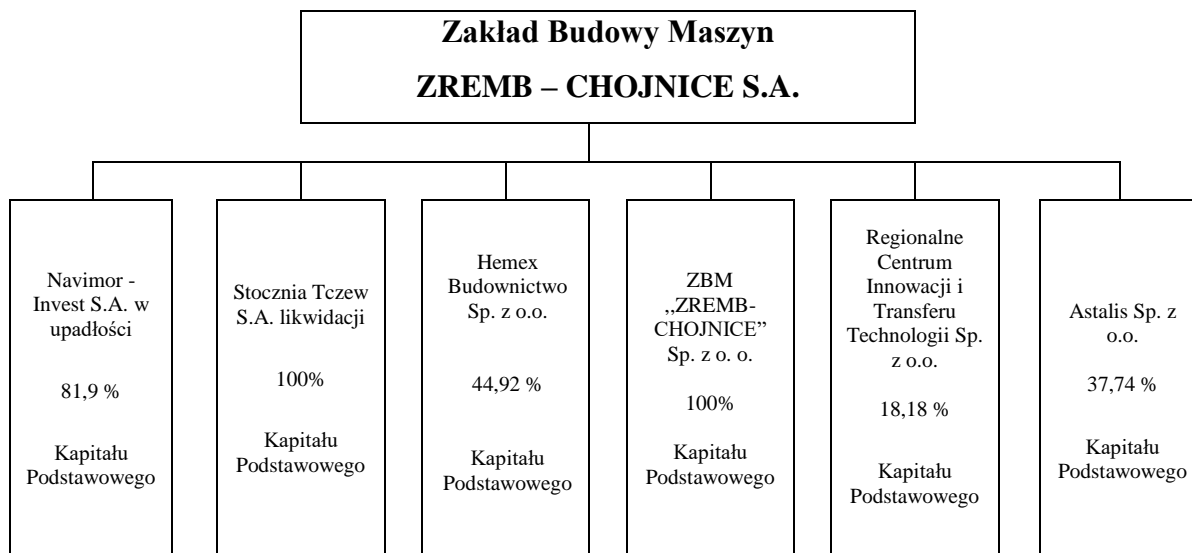 Zakład Budowy Maszyn
ZREMB – CHOJNICE S.A.
Navimor -
Invest S.A. w
upadłości
81,9 %
Kapitału
Podstawowego
Stocznia Tczew
S.A. likwidacji
100%
Kapitału
Podstawowego
Hemex
Budownictwo
Sp. z o.o.
44,92 %
Kapitału
Podstawowego
ZBM
,,ZREMB-
CHOJNICE”
Sp. z o. o.
100%
Kapitału
Podstawowego
Regionalne
Centrum
Innowacji i
Transferu
Technologii Sp.
z o.o.
18,18 %
Kapitału
Podstawowego
Astalis Sp. z
o.o.
37,74 %
Kapitału
Podstawowego